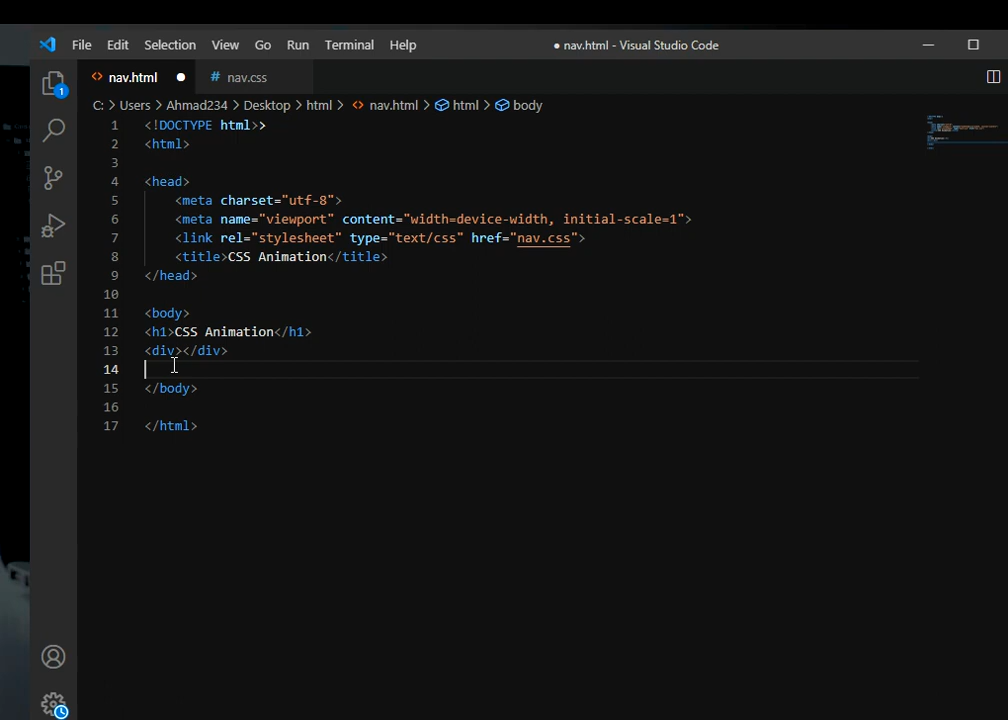 File Edit Selection View Go Run Terminal Help ● nav.html - Visual Studio Code
<> nav.html ● # nav.css
C: > Users > Ahmad234 > Desktop > html > <> nav.html > html > body
1 <!DOCTYPE html>>
2 <html>
3
4 <head>
5 <meta charset="utf-8">
6 <meta name="viewport" content="width=device-width, initial-scale=1">
7 <link rel="stylesheet" type="text/css" href="nav.css">
8 <title>CSS Animation</title>
9 </head>
10
11 <body>
12 <h1>CSS Animation</h1>
13 <div></div>
14
15 </body>
16
17 </html>
1